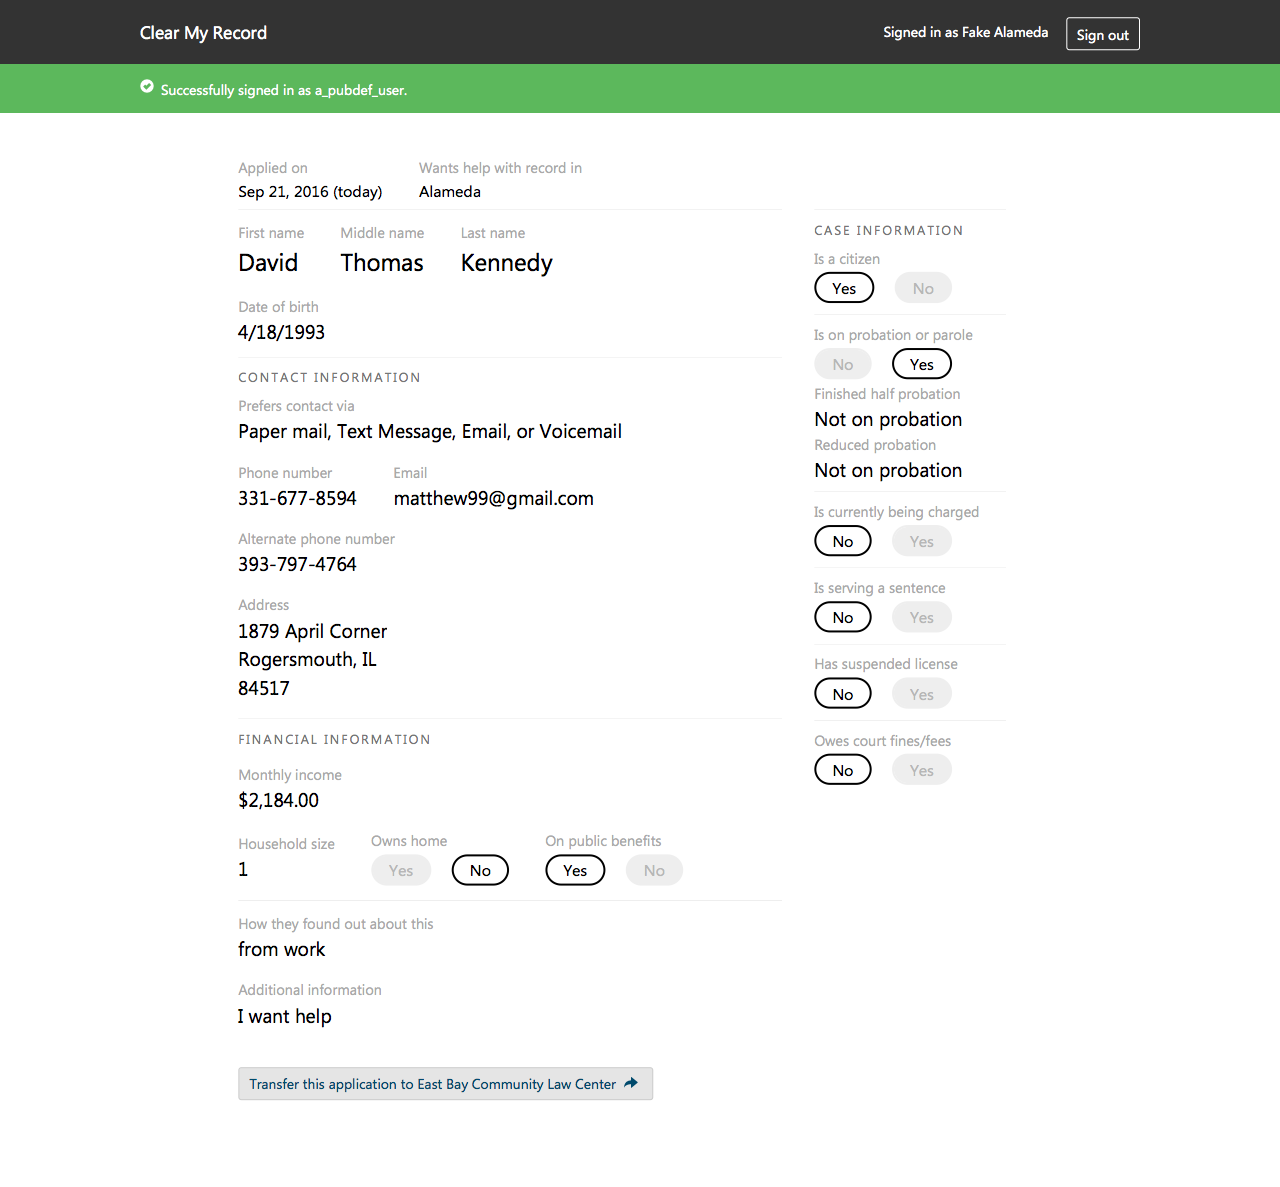 Clear My Record
Signed in as Fake Alameda
Sign out
Successfully signed in as a_pubdef_user.
Applied on
Sep 21, 2016 (today)
Wants help with record in
Alameda
First name
David
Middle name
Thomas
Last name
Kennedy
Date of birth
4/18/1993
CONTACT INFORMATION
Prefers contact via
Paper mail, Text Message, Email, or Voicemail
Phone number
331-677-8594
Email
matthew99@gmail.com
Alternate phone number
393-797-4764
Address
1879 April Corner
Rogersmouth, IL
84517
FINANCIAL INFORMATION
Monthly income
$2,184.00
Household size
1
Owns home
Yes No
On public benefits
Yes No
How they found out about this
from work
Additional information
I want help
Transfer this application to East Bay Community Law Center
CASE INFORMATION
Is a citizen
Yes No
Is on probation or parole
No Yes
Finished half probation
Not on probation
Reduced probation
Not on probation
Is currently being charged
No Yes
Is serving a sentence
No Yes
Has suspended license
No Yes
Owes court fines/fees
No Yes